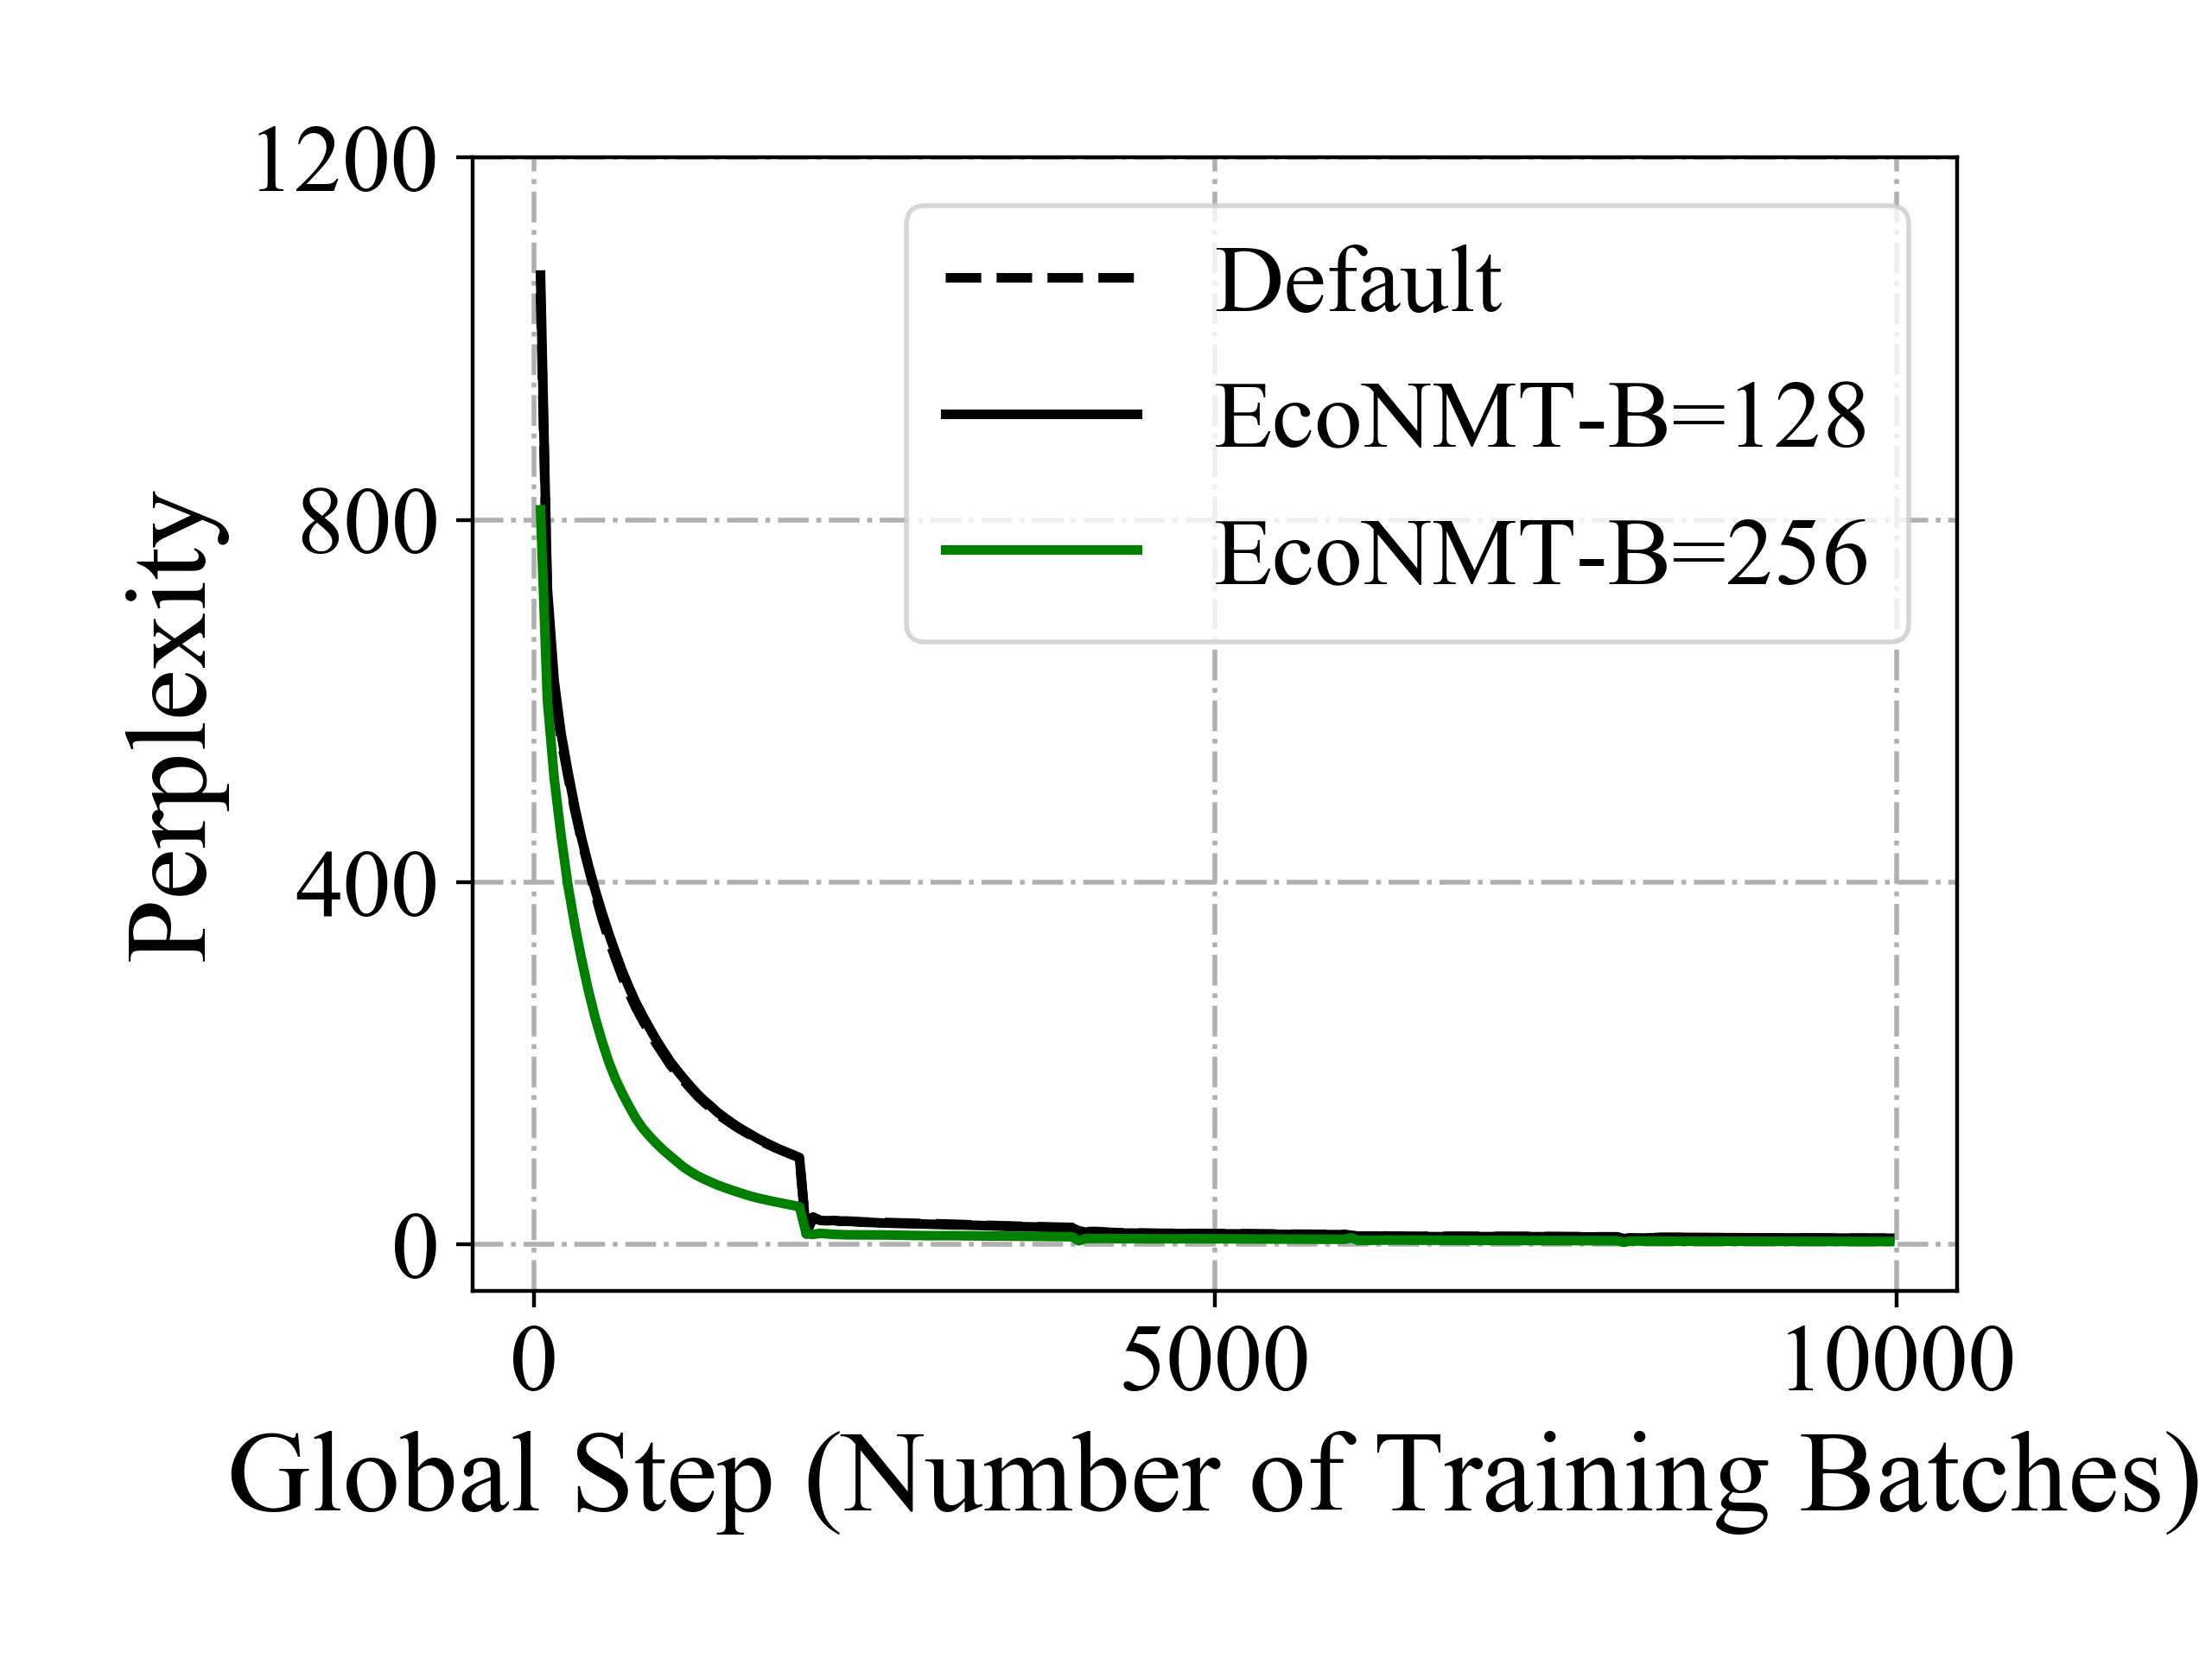 1200
800
400
0
Perplexity
Default
EcoNMT-B=128
EcoNMT-B=256
0 5000 10000
Global Step (Number of Training Batches)